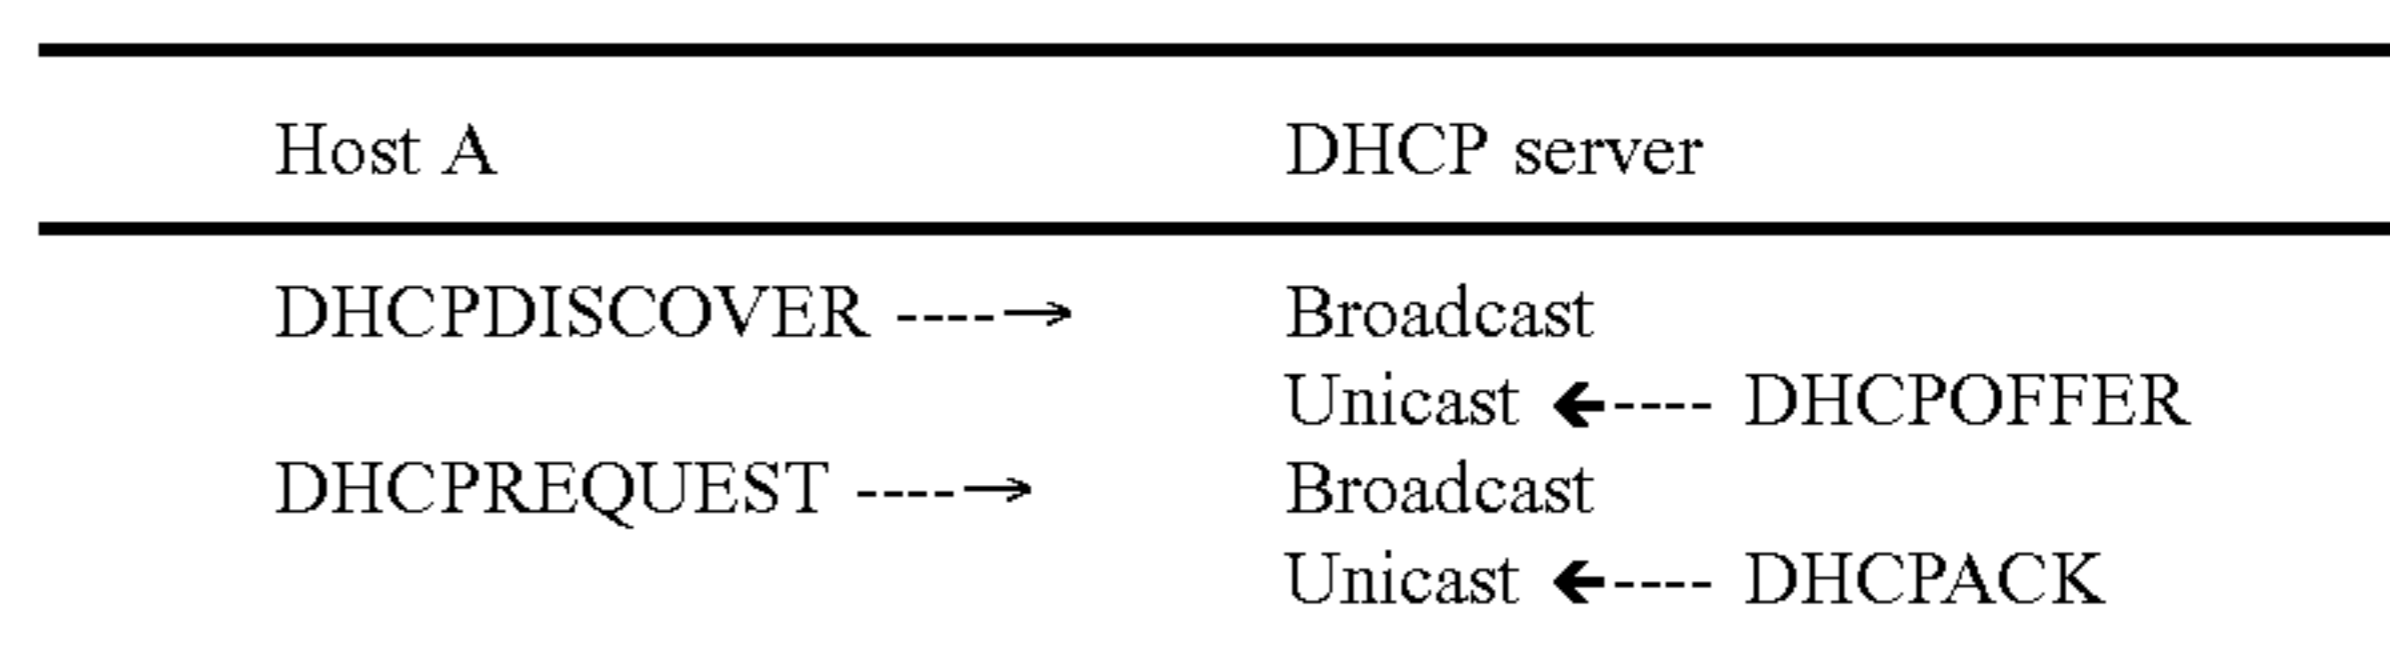 Host A DHCP server
DHCPDISCOVER ----→ Broadcast
Unicast 🡸---- DHCPOFFER
DHCPREQUEST ----→ Broadcast
Unicast 🡸---- DHCPACK